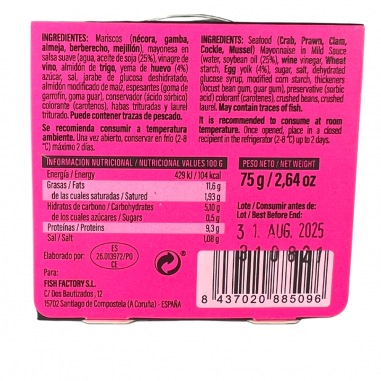 INGREDIENTES: Mariscos (nécora, gamba,
almeja, berberecho, mejillón), mayonesa en
salsa suave (agua, aceite de soja (25%), vinagre de
vino, almidón de trigo, yema de huevo (4%)
azúcar, sal, jarabe de glucosa deshidratado,
almidón modificado de maíz, espesantes (goma de
garrofín, goma guar), conservador (ácido sórbico)
colorante (carotenos), habas trituradas y laurel
triturado. Puede contener trazas de pescado.
Se recomienda consumir a temperatura
ambiente. Una vez abierto, conservar en frío (2-8
ºC) máximo 2 días.
INGREDIENTS: Seafood (Crab, Prawn, Clam,
Cockle, Mussel) Mayonnaise in Mild Sauce
(water, soybean oil (25%), wine vinegar, Wheat
starch, Egg yolk (4%), sugar, salt, dehydrated
glucose syrup, modified corn starch, thickeners
(locust bean gum, guar gum), preservative (sorbic
acid) colorant (carotenes), crushed beans, crushed
laurel. May contain traces of fish.
It is recommended to consume at room
temperature. Once opened, place in a closed
recipient in the refrigerator (2-8 ºC) up to 2 days.
INFORMACIÓN NUTRICIONAL / NUTRITIONAL VALUES 100 G
Energía / Energy 429 kJ / 104 kcal
Grasas / Fats 11,6 g
de las cuales saturadas / Satured 1,93 g
Hidratos de carbono / Carbohydrates 5,10 g
de los cuales azúcares / Sugars 0,5 g
Proteínas / Proteins 9,3 g
Sal / Salt 1,08 g
PESO NETO / NET WEIGHT
75 g / 2,64 oz
Lote / Consumir antes de:
Lot / Best Before End:
31 AUG. 2025
310821
Elaborado por:
ES
26.013972/PO
CE
Para:
FISH FACTORY S.L.
C/ Dos Bautizados , 12
15702 Santiago de Compostela (A Coruña) - ESPAÑA
8 437020 885096